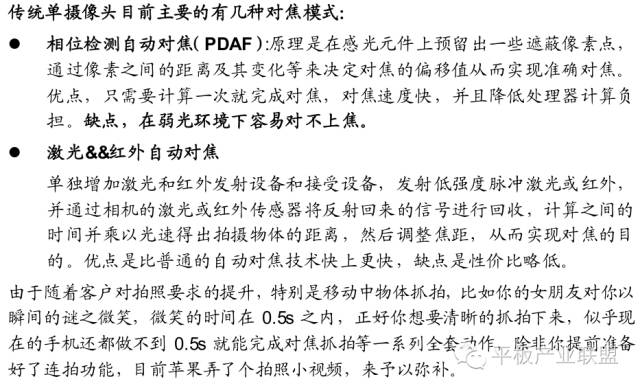 传统单摄像头目前主要的有几种对焦模式:
● 相位检测自动对焦(PDAF):原理是在感光元件上预留出一些遮蔽像素点,
通过像素之间的距离及其变化等来决定对焦的偏移值从而实现准确对焦。
优点,只需要计算一次就完成对焦,对焦速度快,并且降低处理器计算负
担。缺点,在弱光环境下容易对不上焦。
● 激光&&红外自动对焦
单独增加激光和红外发射设备和接受设备,发射低强度脉冲激光或红外,
并通过相机的激光或红外传感器将反射回来的信号进行回收,计算之间的
时间并乘以光速得出拍摄物体的距离,然后调整焦距,从而实现对焦的目
的。优点是比普通的自动对焦技术快上更快,缺点是性价比略低。
由于随着客户对拍照要求的提升,特别是移动中物体抓拍,比如你的女朋友对你以
瞬间的谜之微笑,微笑的时间在 0.5s 之内,正好你想要清晰的抓拍下来,似乎现
在的手机还都做不到 0.5s 就能完成对焦抓拍等一系列全套动作,除非你提前准备
好了连拍功能,目前苹果弄了个拍照小视频,来予以弥补。
平板产业联盟